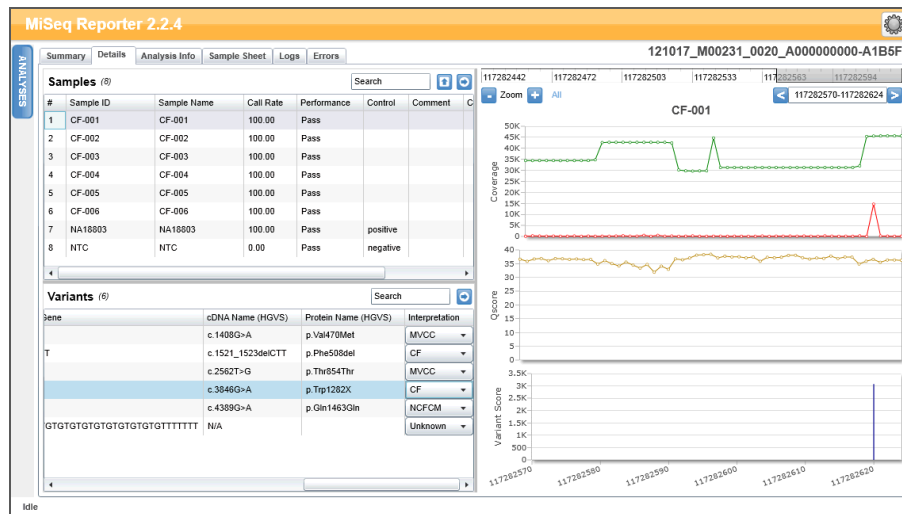 MiSeq Reporter 2.2.4
ANALYSES
Summary Details Analysis Info Sample Sheet Logs Errors
121017_M00231_0020_A000000000-A1B5F
Samples (8) Search
# Sample ID Sample Name Call Rate Performance Control Comment C
1 CF-001 CF-001 100.00 Pass
2 CF-002 CF-002 100.00 Pass
3 CF-003 CF-003 100.00 Pass
4 CF-004 CF-004 100.00 Pass
5 CF-005 CF-005 100.00 Pass
6 CF-006 CF-006 100.00 Pass
7 NA18803 NA18803 100.00 Pass positive
8 NTC NTC 0.00 Pass negative
Variants (6) Search
Gene cDNA Name (HGVS) Protein Name (HGVS) Interpretation
c.1408G>A p.Val470Met MVCC
T c.1521_1523delCTT p.Phe508del CF
c.2562T>G p.Thr854Thr MVCC
c.3846G>A p.Trp1282X CF
c.4389G>A p.Gln1463Gln NCFCM
GTGTGTGTGTGTGTGTGTGTTTTTTT N/A Unknown
117282442 117282472 117282503 117282533 117282563 117282594
- Zoom + All < 117282570-117282624 >
CF-001
Coverage
50K
45K
40K
35K
30K
25K
20K
15K
10K
5K
0
Qscore
40
35
30
25
20
15
10
5
0
Variant Score
3.5K
3K
2.5K
2K
1.5K
1K
500
0
117282570 117282580 117282590 117282600 117282610 117282620
Idle